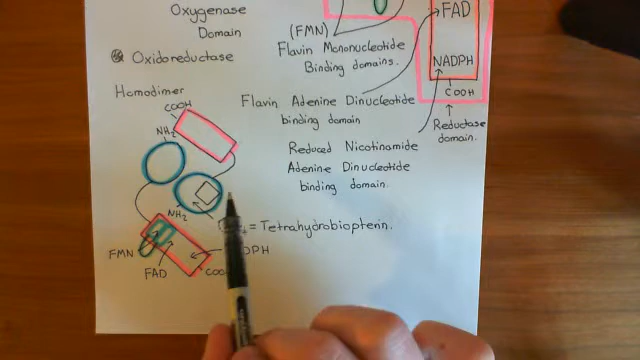 Oxygenase
Domain
(FMN)
Flavin Mononucleotide
Binding domains.
FAD
NADPH
COOH
Reductase
domain.
Oxidoreductase
Homodimer
COOH
NH2
NH2
Flavin Adenine Dinucleotide
binding domain
Reduced Nicotinamide
Adenine Dinucleotide
binding domain.
= Tetrahydrobiopterin.
FMN
FAD